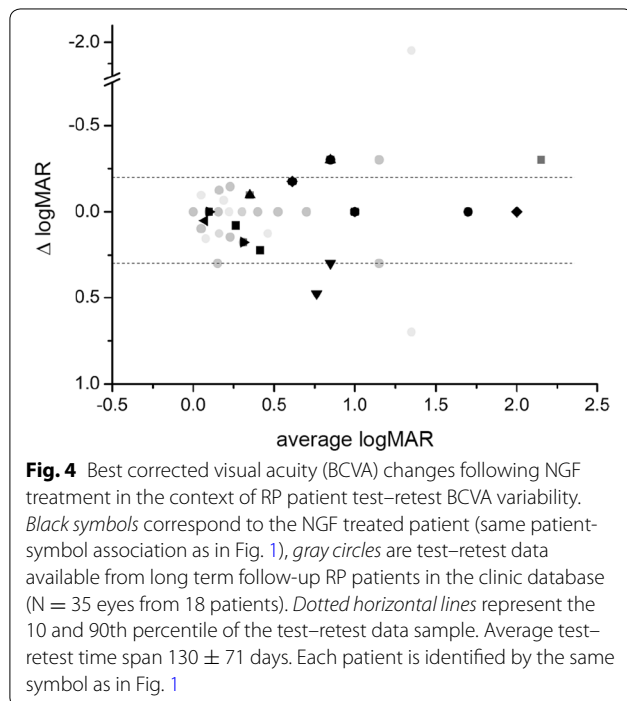 -2.0
-0.5
0.0
0.5
1.0
Δ logMAR
-0.5 0.0 0.5 1.0 1.5 2.0 2.5
average logMAR
Fig. 4 Best corrected visual acuity (BCVA) changes following NGF
treatment in the context of RP patient test–retest BCVA variability.
Black symbols correspond to the NGF treated patient (same patient-
symbol association as in Fig. 1), gray circles are test–retest data
available from long term follow-up RP patients in the clinic database
(N = 35 eyes from 18 patients). Dotted horizontal lines represent the
10 and 90th percentile of the test–retest data sample. Average test–
retest time span 130 ± 71 days. Each patient is identified by the same
symbol as in Fig. 1